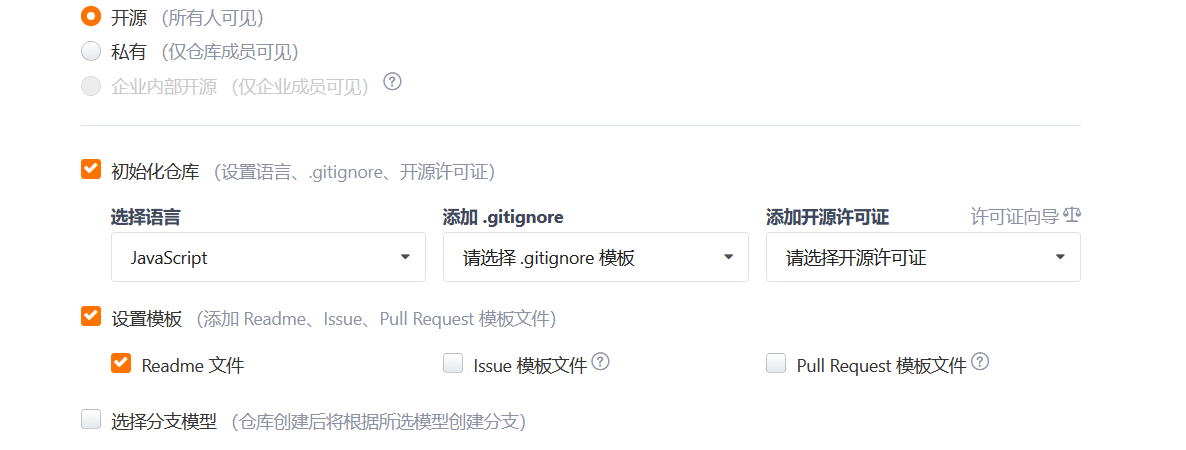 开源 (所有人可见)
私有 (仅仓库成员可见)
企业内部开源 (仅企业成员可见) ?
初始化仓库 (设置语言、.gitignore、开源许可证)
选择语言 添加 .gitignore 添加开源许可证 许可证向导
JavaScript 请选择 .gitignore 模板 请选择开源许可证
设置模板 (添加 Readme、Issue、Pull Request 模板文件)
Readme 文件 Issue 模板文件 ? Pull Request 模板文件 ?
选择分支模型 (仓库创建后将根据所选模型创建分支)